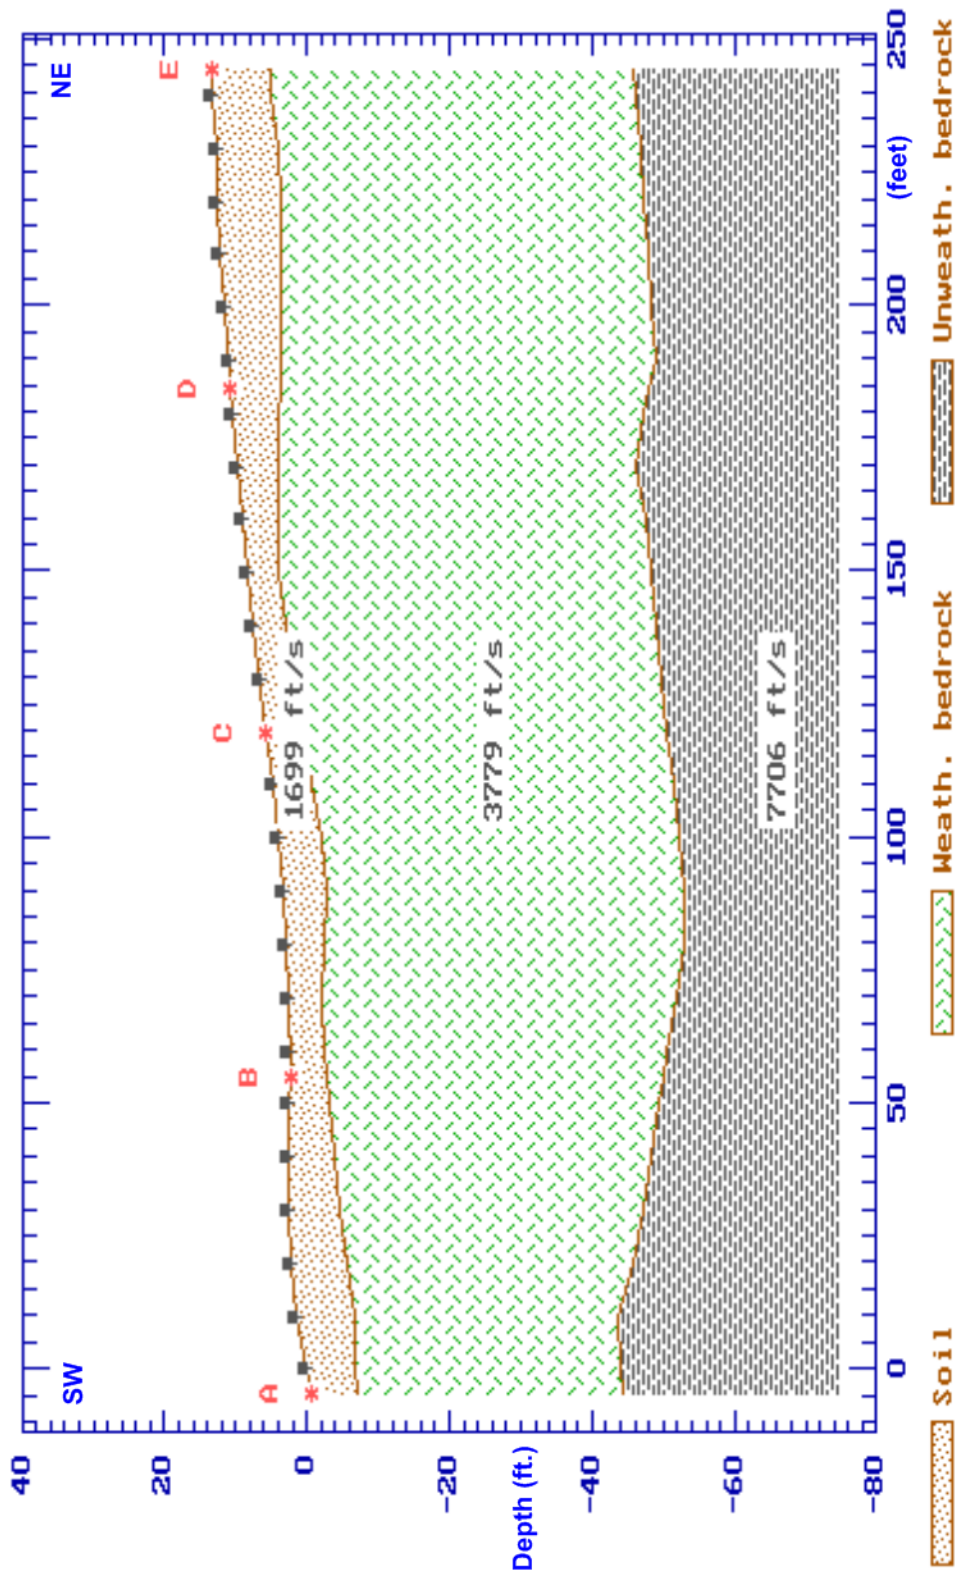 SW
NE
A
B
C
D
E
40
20
0
-20
-40
-60
-80
Depth (ft.)
1699 ft/s
3779 ft/s
7706 ft/s
0
50
100
150
200
250
(feet)
Soil
Weath. bedrock
Unweath. bedrock